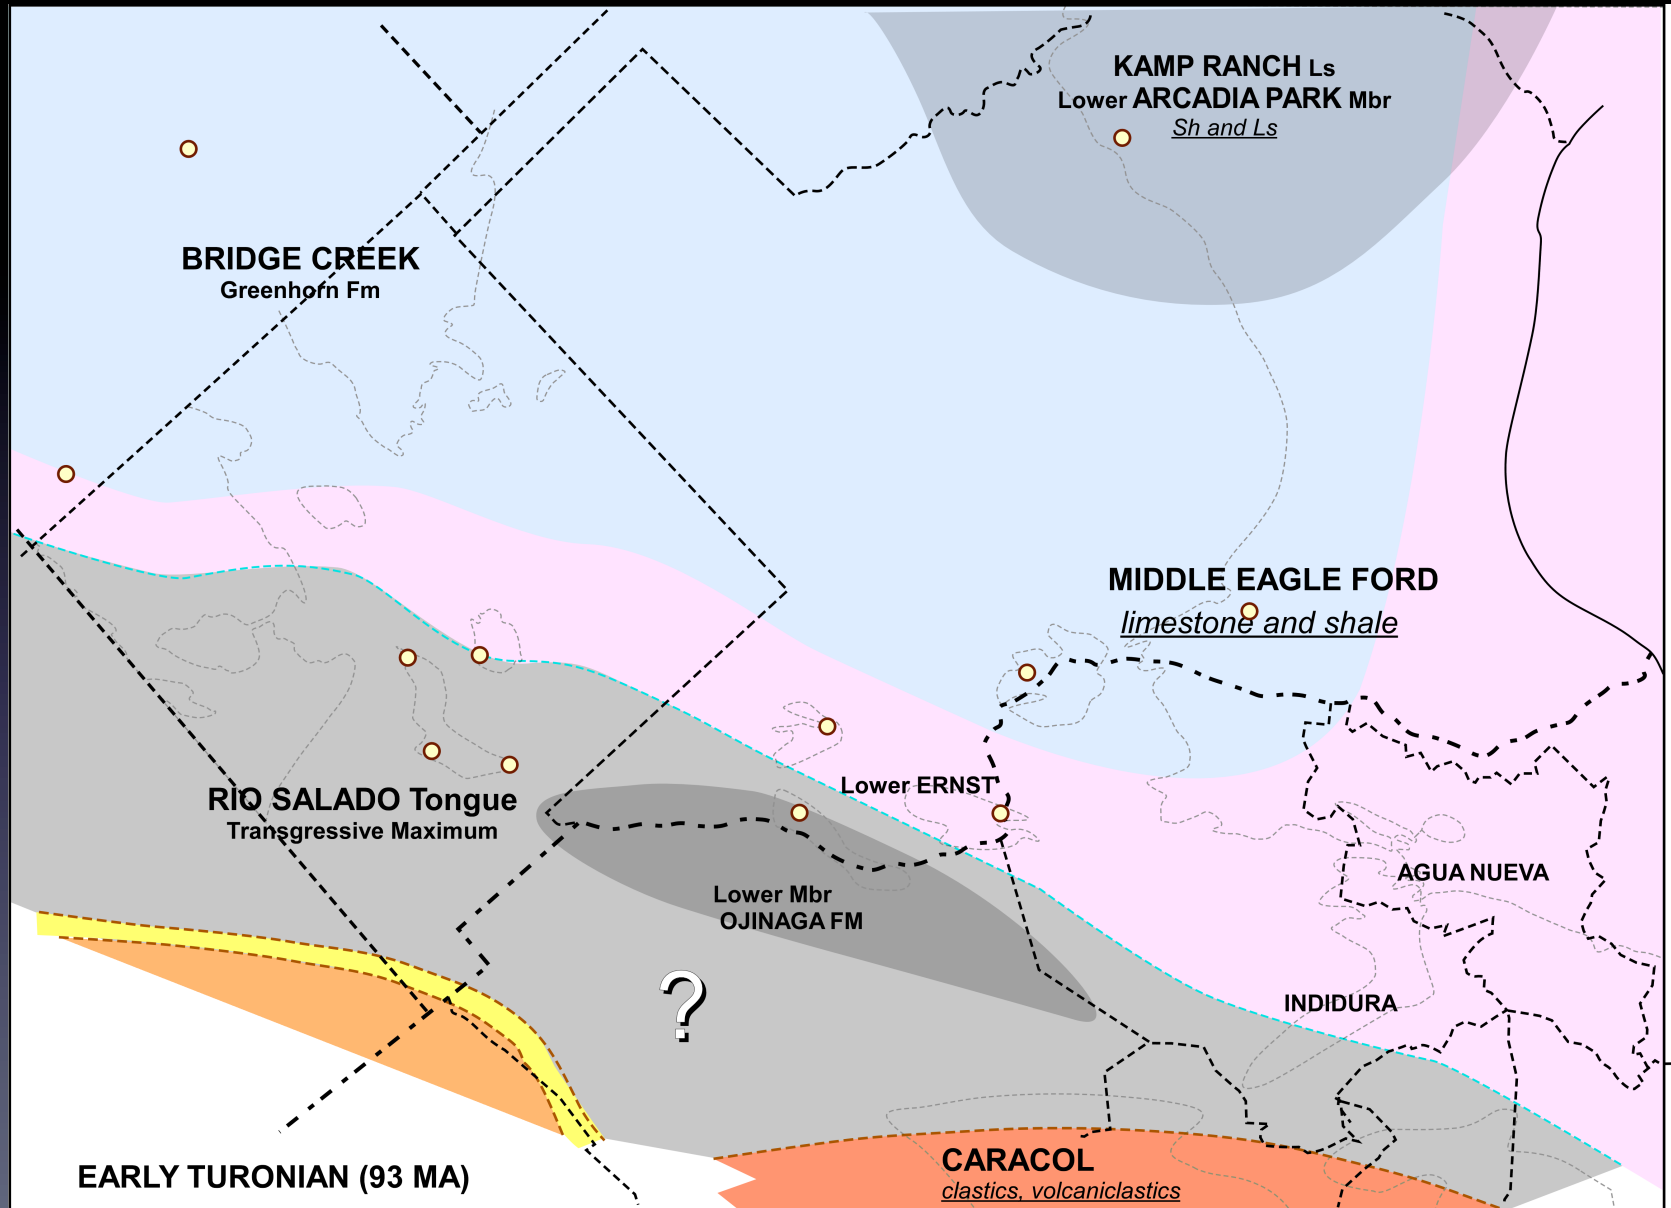 KAMP RANCH Ls
Lower ARCADIA PARK Mbr
Sh and Ls
BRIDGE CREEK
Greenhorn Fm
MIDDLE EAGLE FORD
limestone and shale
Lower ERNST
RIO SALADO Tongue
Transgressive Maximum
AGUA NUEVA
Lower Mbr
OJINAGA FM
?
INDIDURA
CARACOL
clastics, volcaniclastics
EARLY TURONIAN (93 MA)